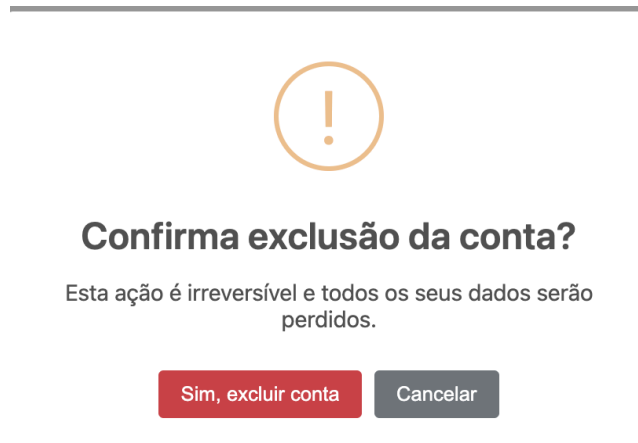 Confirma exclusão da conta?
Esta ação é irreversível e todos os seus dados serão
perdidos.
Sim, excluir conta
Cancelar